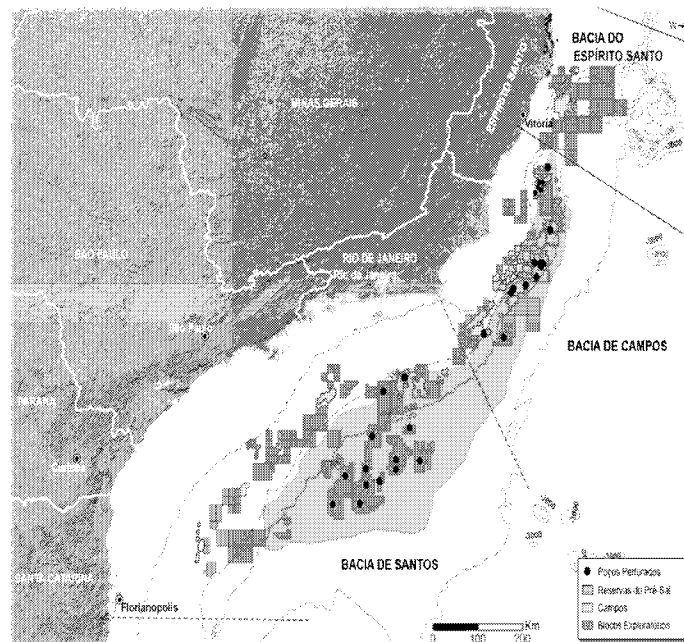 BACIA DO
ESPÍRITO SANTO
MINAS GERAIS
ESPÍRITO SANTO
Vitória
RIO DE JANEIRO
Rio de Janeiro
SÃO PAULO
São Paulo
BACIA DE CAMPOS
PARANÁ
Curitiba
BACIA DE SANTOS
SANTA CATARINA
Florianopolis
Poços Perfurados
Reservas do Pré-Sal
Campos
Blocos Exploratórios
Km
0 100 200